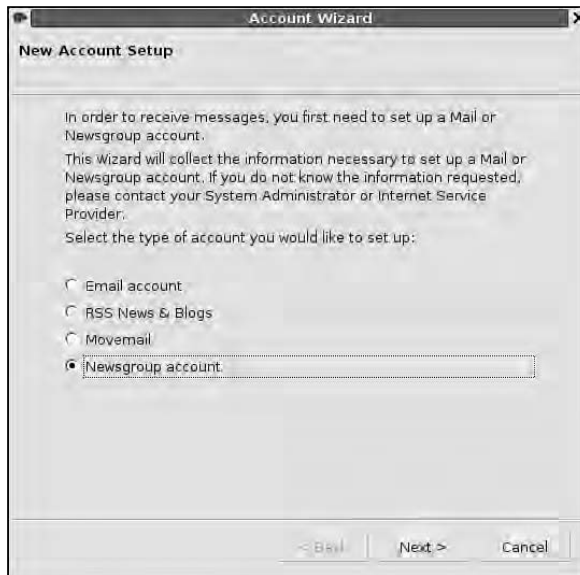 Account Wizard
New Account Setup
In order to receive messages, you first need to set up a Mail or
Newsgroup account.
This Wizard will collect the information necessary to set up a Mail or
Newsgroup account. If you do not know the information requested,
please contact your System Administrator or Internet Service
Provider.
Select the type of account you would like to set up:
Email account
RSS News & Blogs
Movemail
Newsgroup account
< Back Next > Cancel